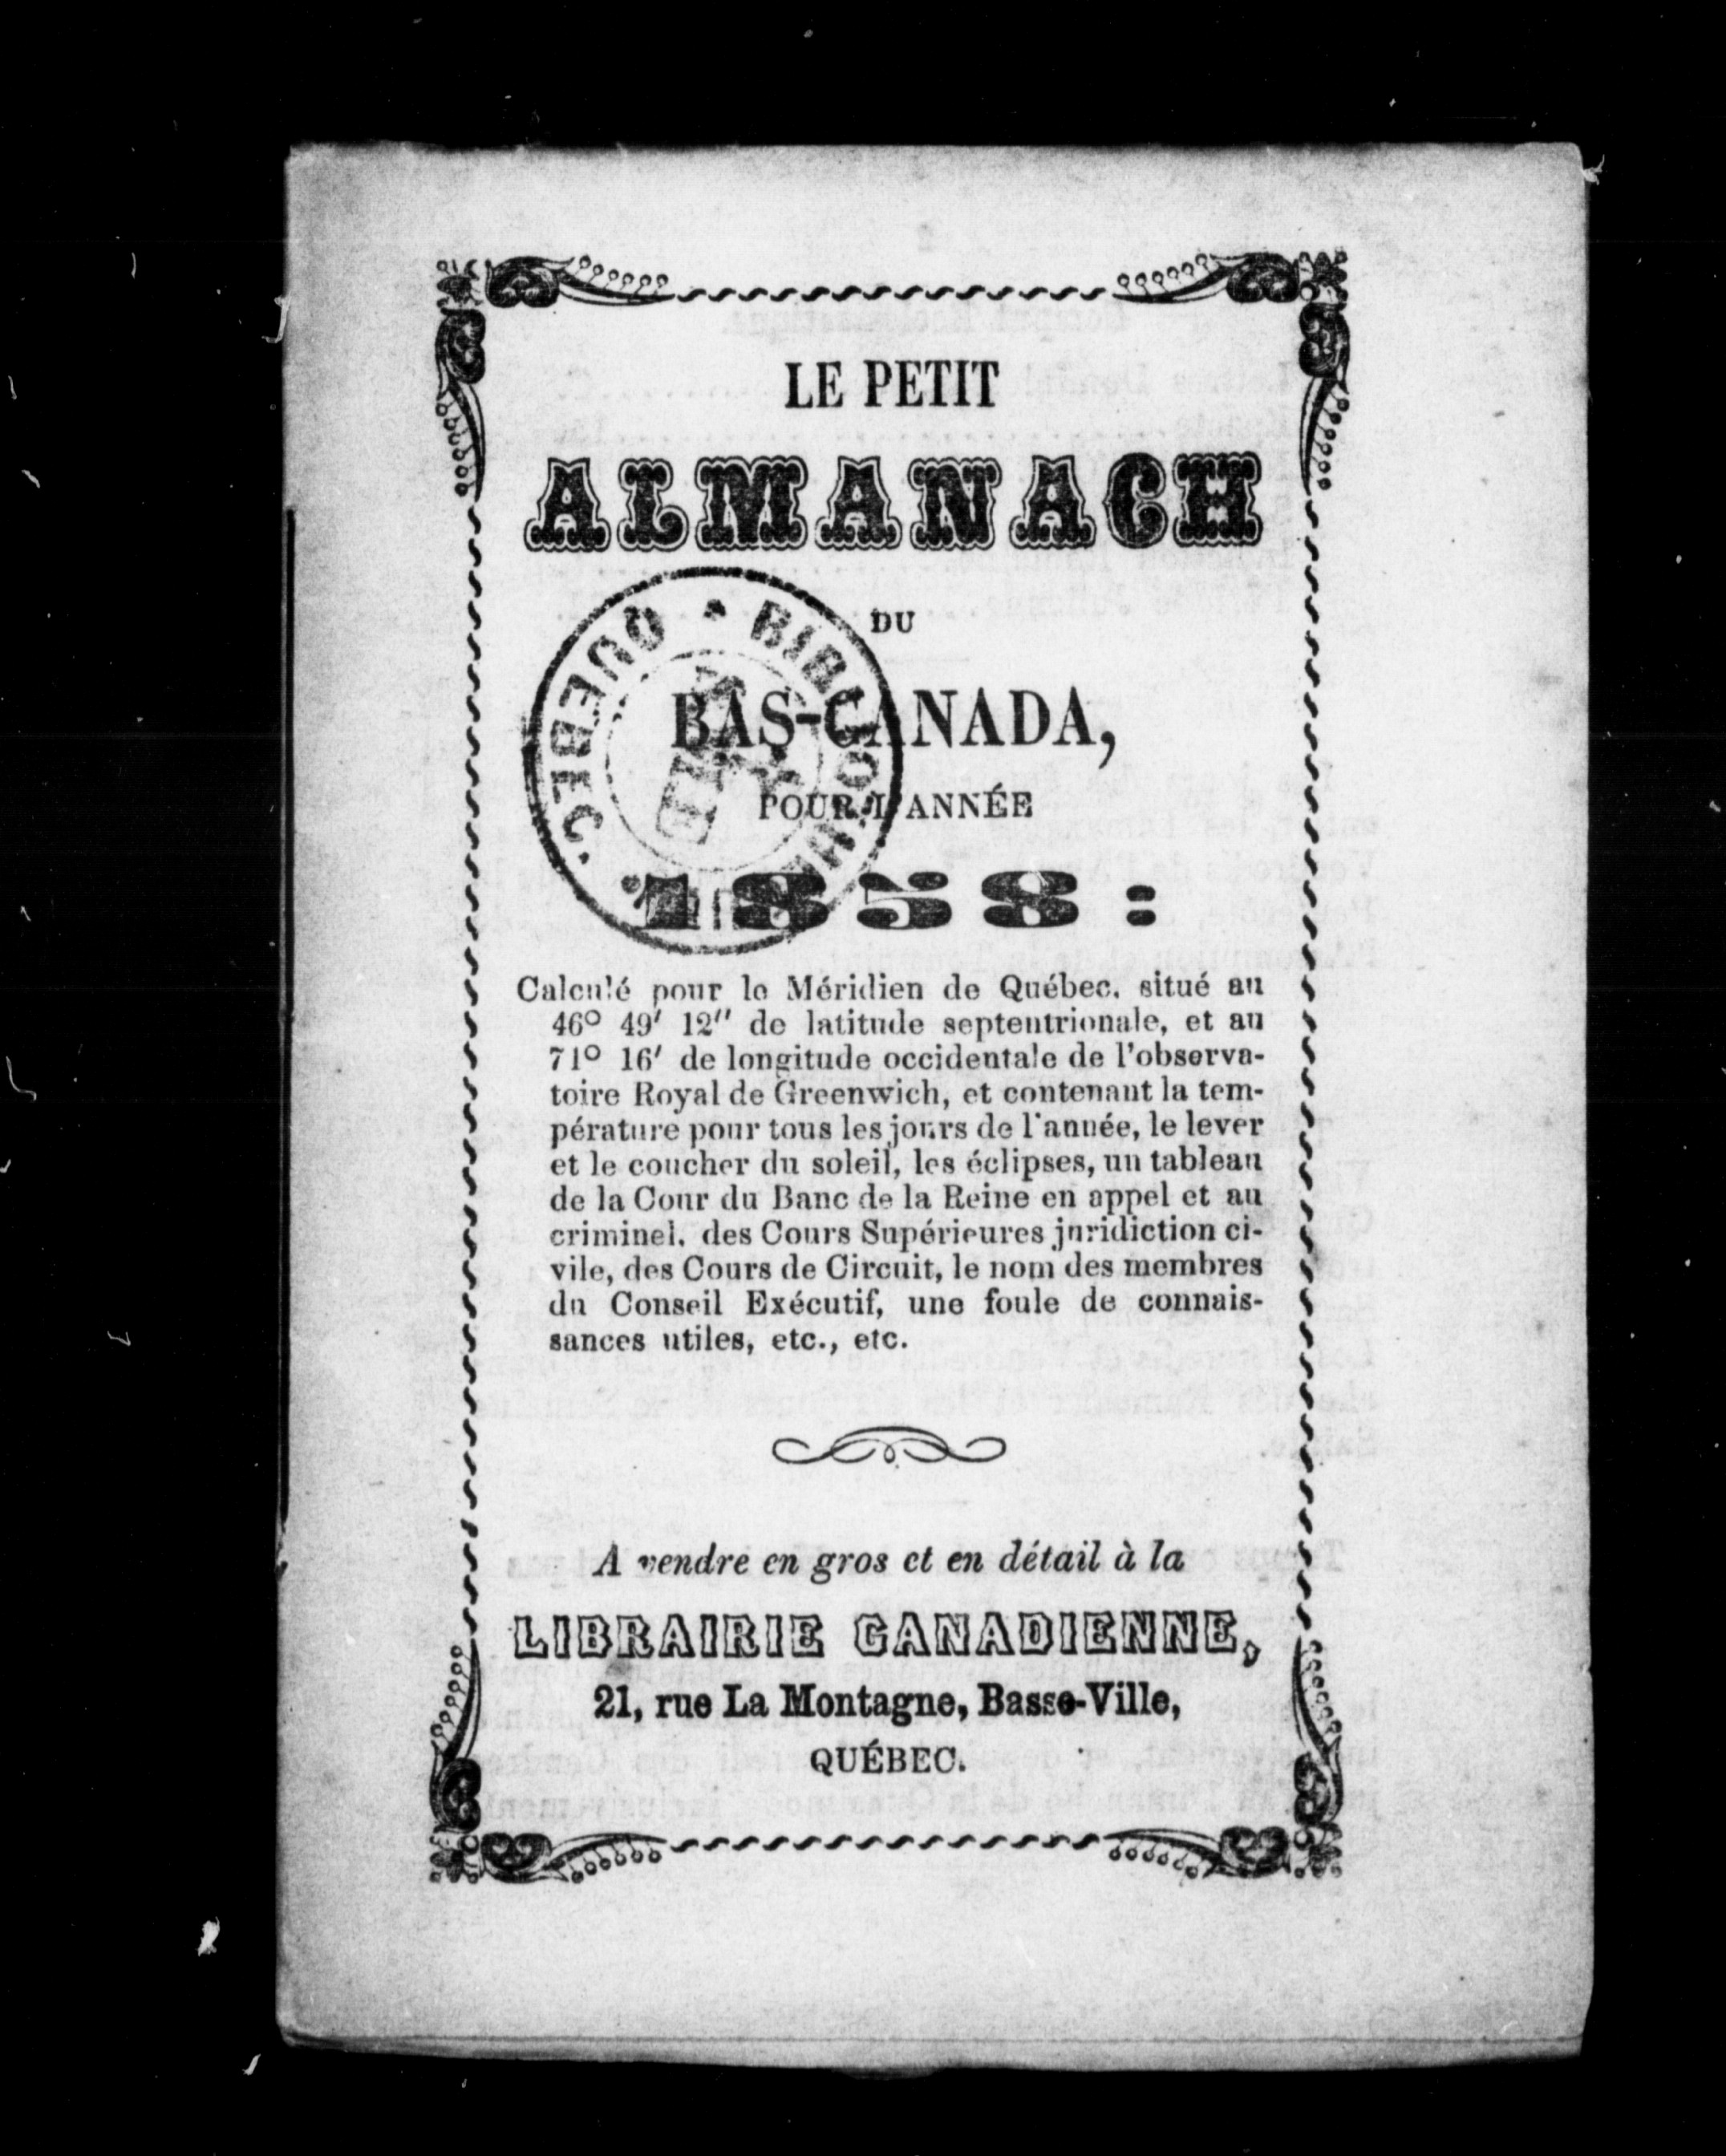 LE PETIT
ALMANACH
DU
BAS-CANADA,
POUR L'ANNÉE
1858 :
Calculé pour le Méridien de Québec. situé au
46° 49′ 12″ de latitude septentrionale, et au
71° 16′ de longitude occidentale de l'observa-
toire Royal de Greenwich, et contenant la tem-
pérature pour tous les jours de l'année, le lever
et le coucher du soleil, les éclipses, un tableau
de la Cour du Banc de la Reine en appel et au
criminel. des Cours Supérieures juridiction ci-
vile, des Cours de Circuit, le nom des membres
du Conseil Exécutif, une foule de connais-
sances utiles, etc., etc.
A vendre en gros et en détail à la
LIBRAIRIE CANADIENNE,
21, rue La Montagne, Basse-Ville,
QUÉBEC.
QUEBEC.